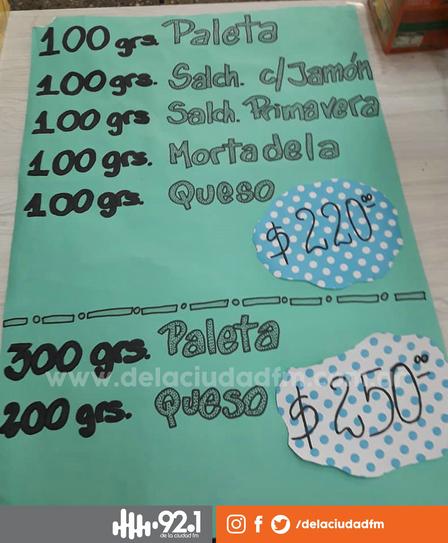 100 grs. Paleta
100 grs. Salch. c/Jamón
100 grs Salch. Primavera
100 grs. Mortadela
100 grs. Queso
$ 220.00
300 grs. Paleta
200 grs. Queso
$ 250.00
www.delaciudadfm.com.ar
92.1
de la ciudad fm
/delaciudadfm